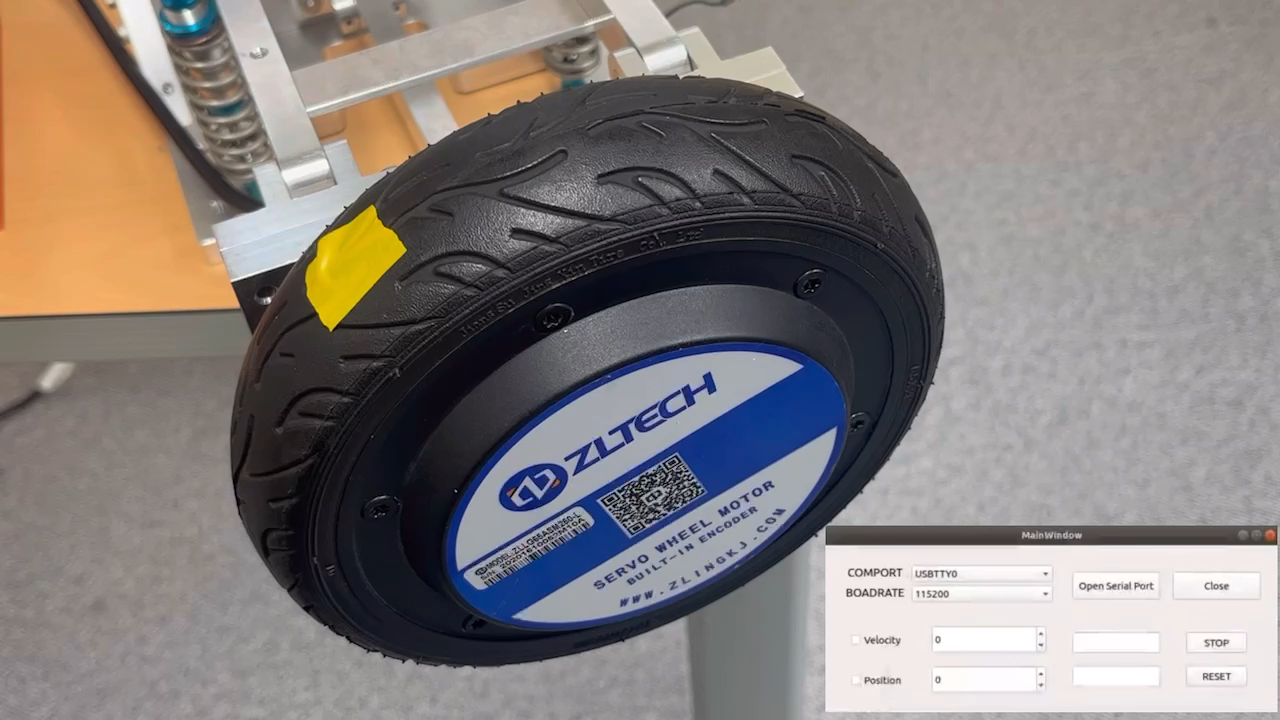 ZLTECH
SERVO WHEEL MOTOR
BUILT-IN ENCODER
WWW.ZLINGKJ.COM
MainWindow
COMPORT USBTTY0 Open Serial Port Close
BOADRATE 115200
Velocity 0 STOP
Position 0 RESET